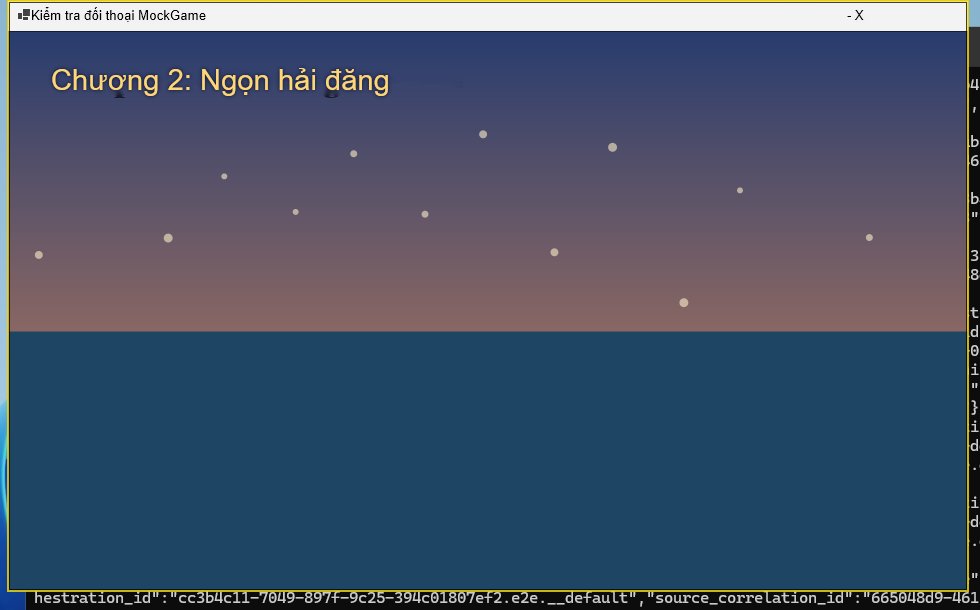 Kiểm tra đối thoại MockGame
- X
Chương 2: Ngọn hải đăng
hestration_id":"cc3b4c11-7049-897f-9c25-394c01807ef2.e2e.__default","source_correlation_id":"665048d9-461